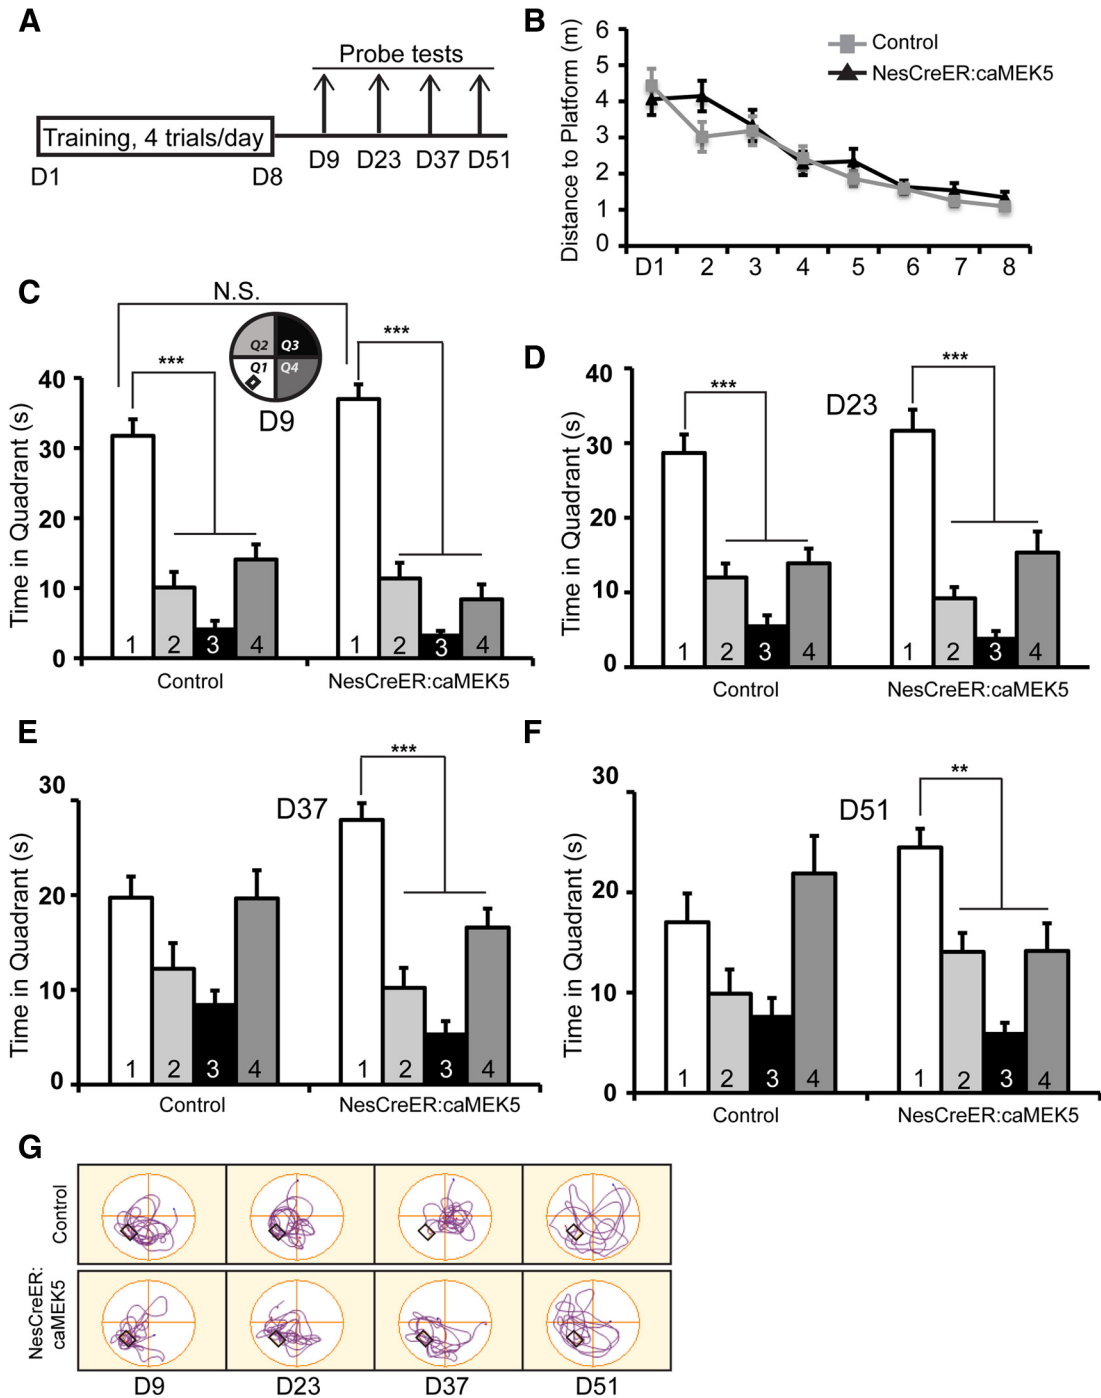 A
Probe tests
Training, 4 trials/day
D1
D8
D9
D23
D37
D51
B
Distance to Platform (m)
6
5
4
3
2
1
0
Control
NesCreER:caMEK5
D1 2 3 4 5 6 7 8
C
N.S.
***
***
Q2 Q3
Q1 Q4
D9
Time in Quadrant (s)
40
30
20
10
0
1 2 3 4
1 2 3 4
Control
NesCreER:caMEK5
D
***
***
D23
Time in Quadrant (s)
40
30
20
10
0
1 2 3 4
1 2 3 4
Control
NesCreER:caMEK5
E
***
D37
Time in Quadrant (s)
30
20
10
0
1 2 3 4
1 2 3 4
Control
NesCreER:caMEK5
F
**
D51
Time in Quadrant (s)
30
20
10
0
1 2 3 4
1 2 3 4
Control
NesCreER:caMEK5
G
Control
NesCreER:
caMEK5
D9
D23
D37
D51